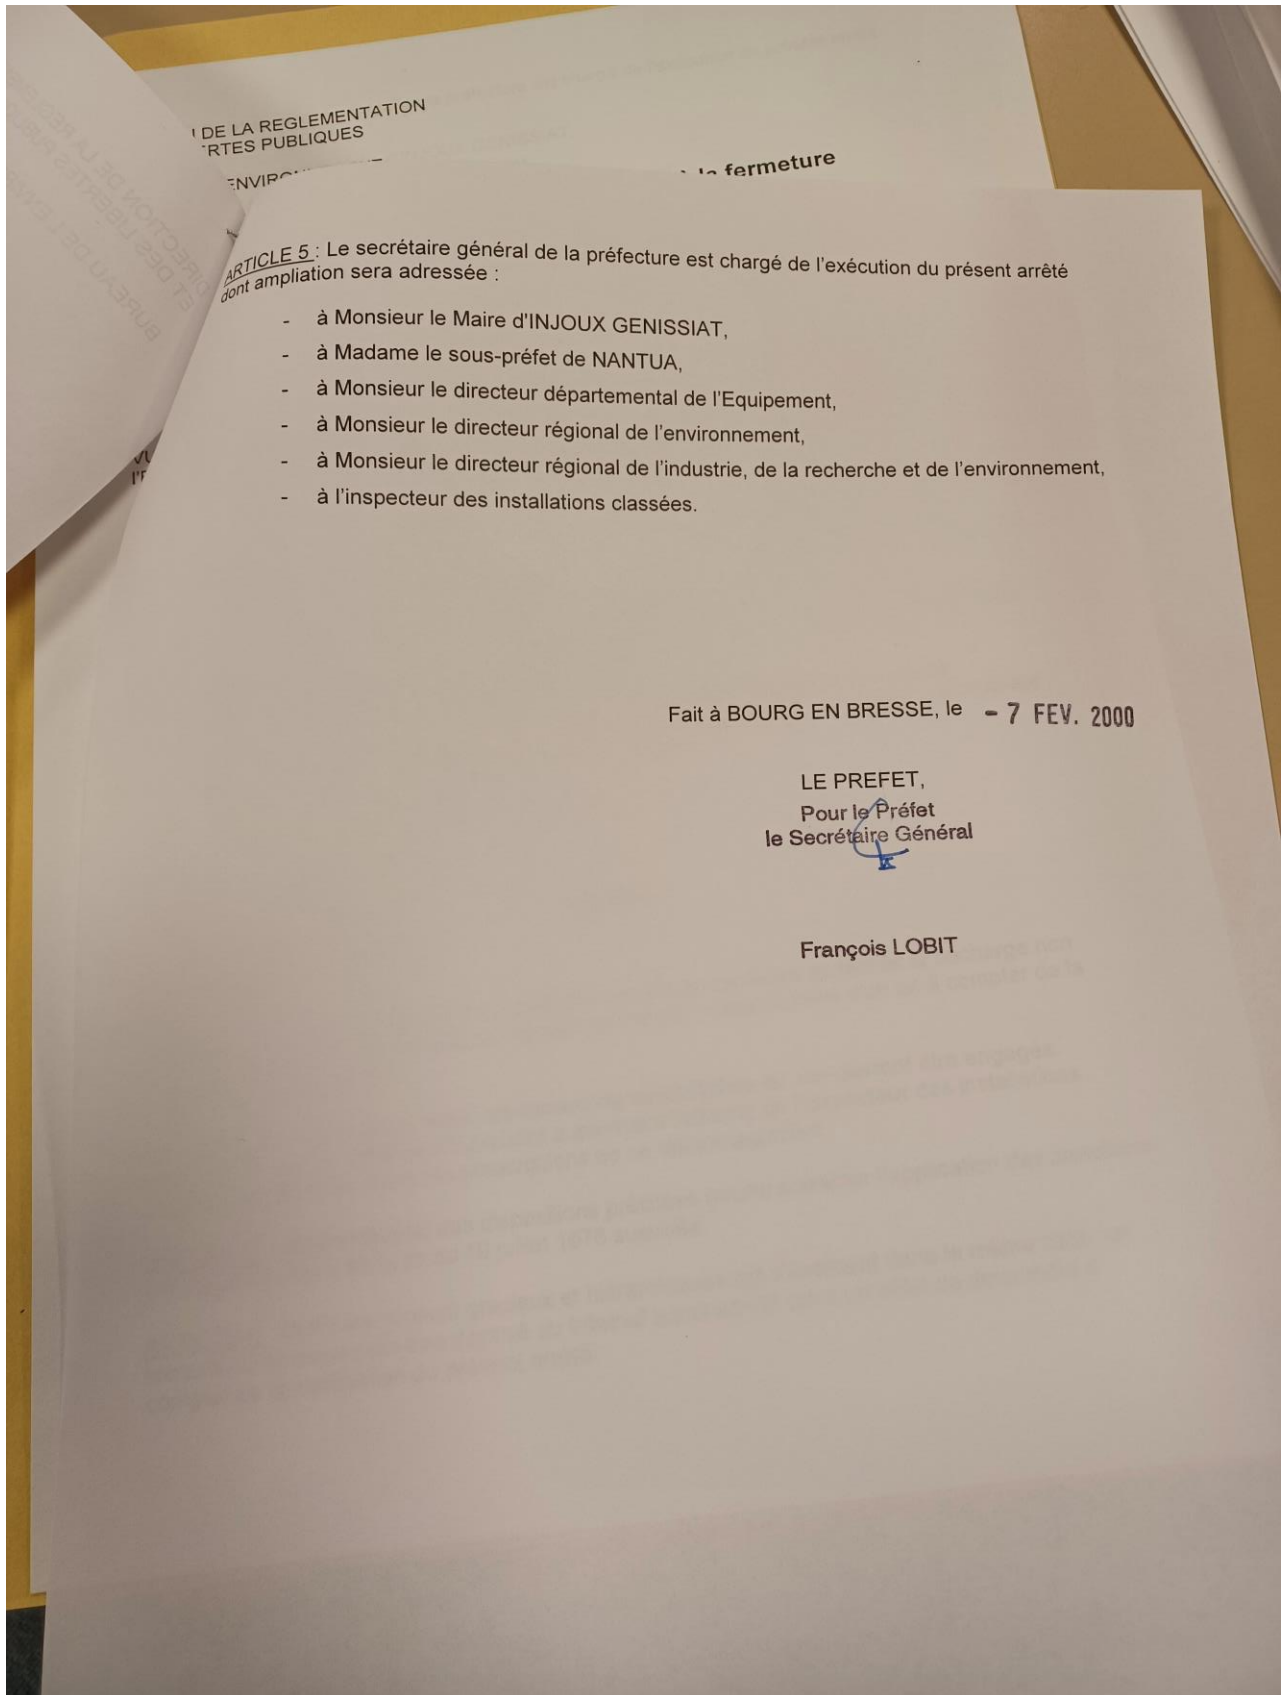 DE LA REGLEMENTATION
RTES PUBLIQUES
ENVIRO
la fermeture
ARTICLE 5 : Le secrétaire général de la préfecture est chargé de l'exécution du présent arrêté
dont ampliation sera adressée :
- à Monsieur le Maire d'INJOUX GENISSIAT,
- à Madame le sous-préfet de NANTUA,
- à Monsieur le directeur départemental de l'Equipement,
- à Monsieur le directeur régional de l'environnement,
- à Monsieur le directeur régional de l'industrie, de la recherche et de l'environnement,
- à l'inspecteur des installations classées.
Fait à BOURG EN BRESSE, le - 7 FEV. 2000
LE PREFET,
Pour le Préfet
le Secrétaire Général
François LOBIT